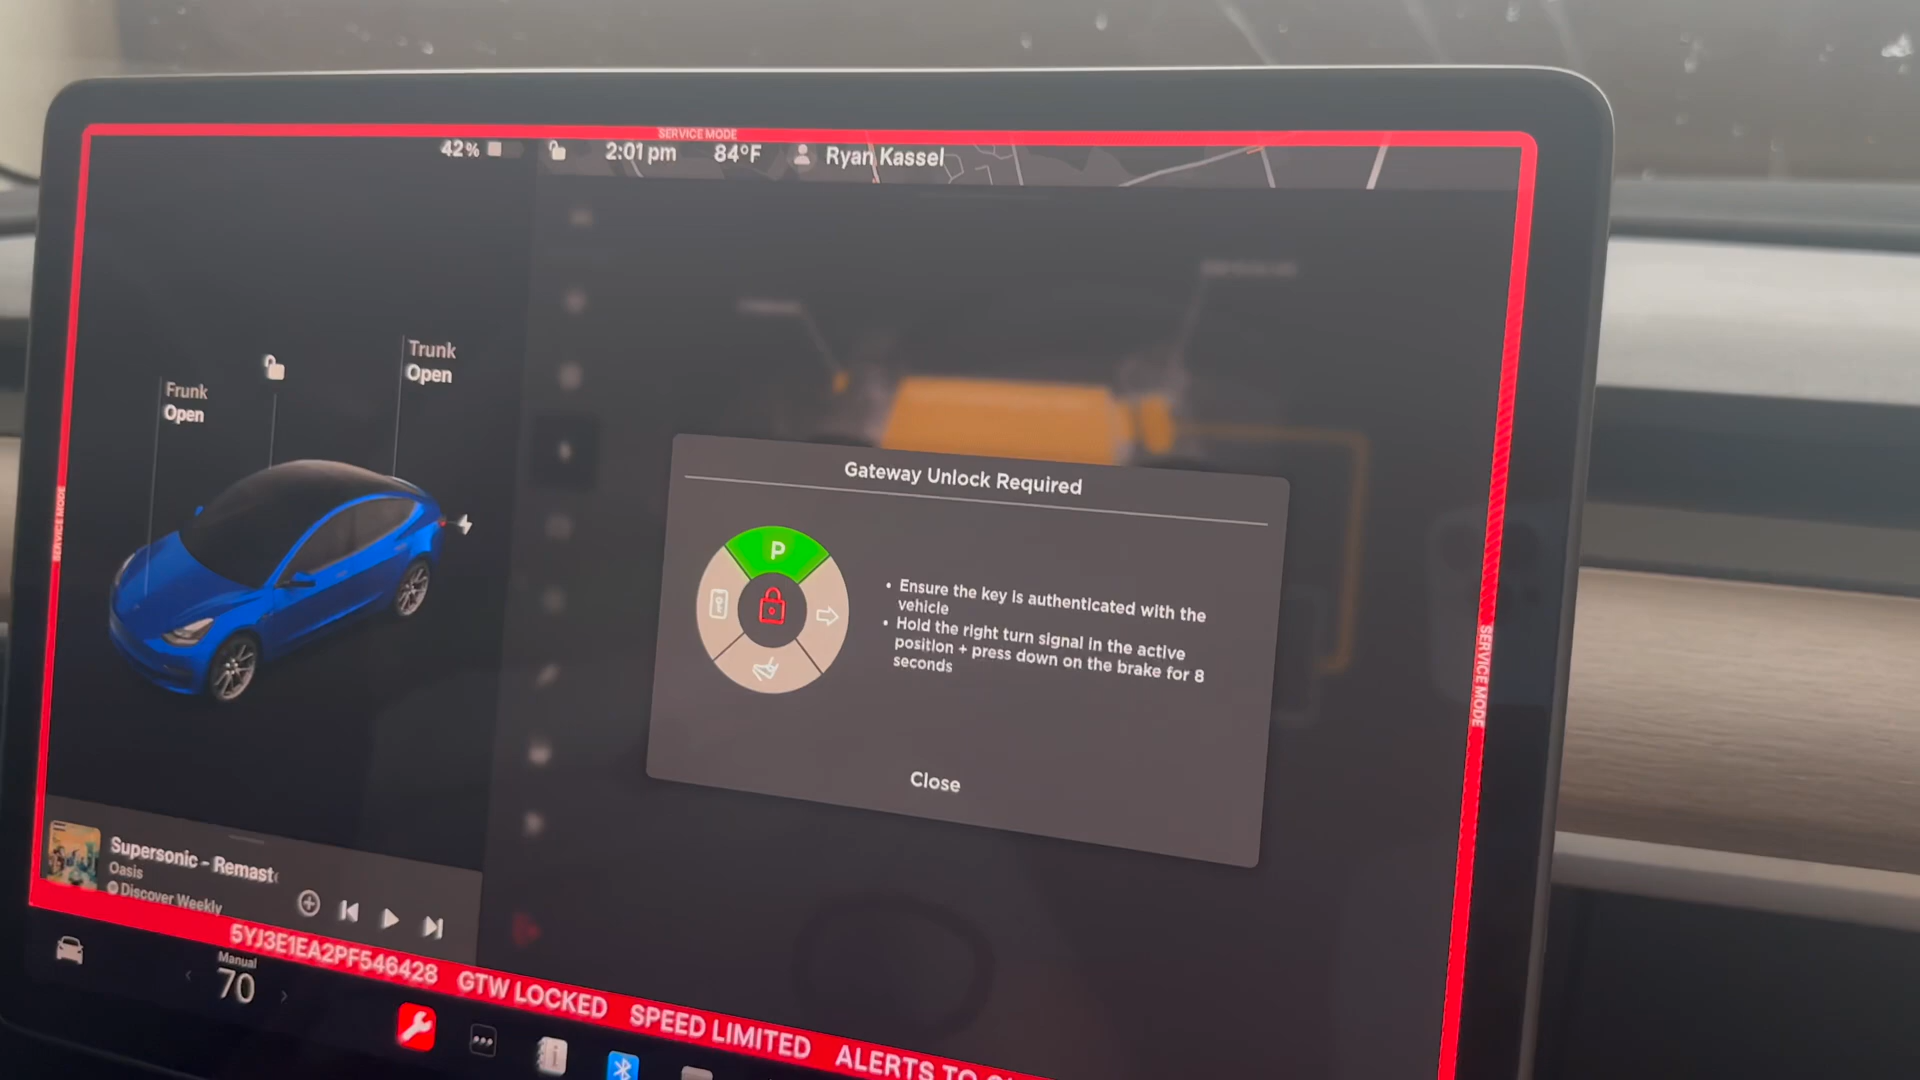 SERVICE MODE
42%
2:01 pm
84°F
Ryan Kassel
Trunk
Open
Frunk
Open
Gateway Unlock Required
P
• Ensure the key is authenticated with the
vehicle
• Hold the right turn signal in the active
position + press down on the brake for 8
seconds
Close
SERVICE MODE
SERVICE MODE
Supersonic - Remast
Oasis
Discover Weekly
5YJ3E1EA2PF546428 GTW LOCKED SPEED LIMITED ALERTS TO
Manual
70